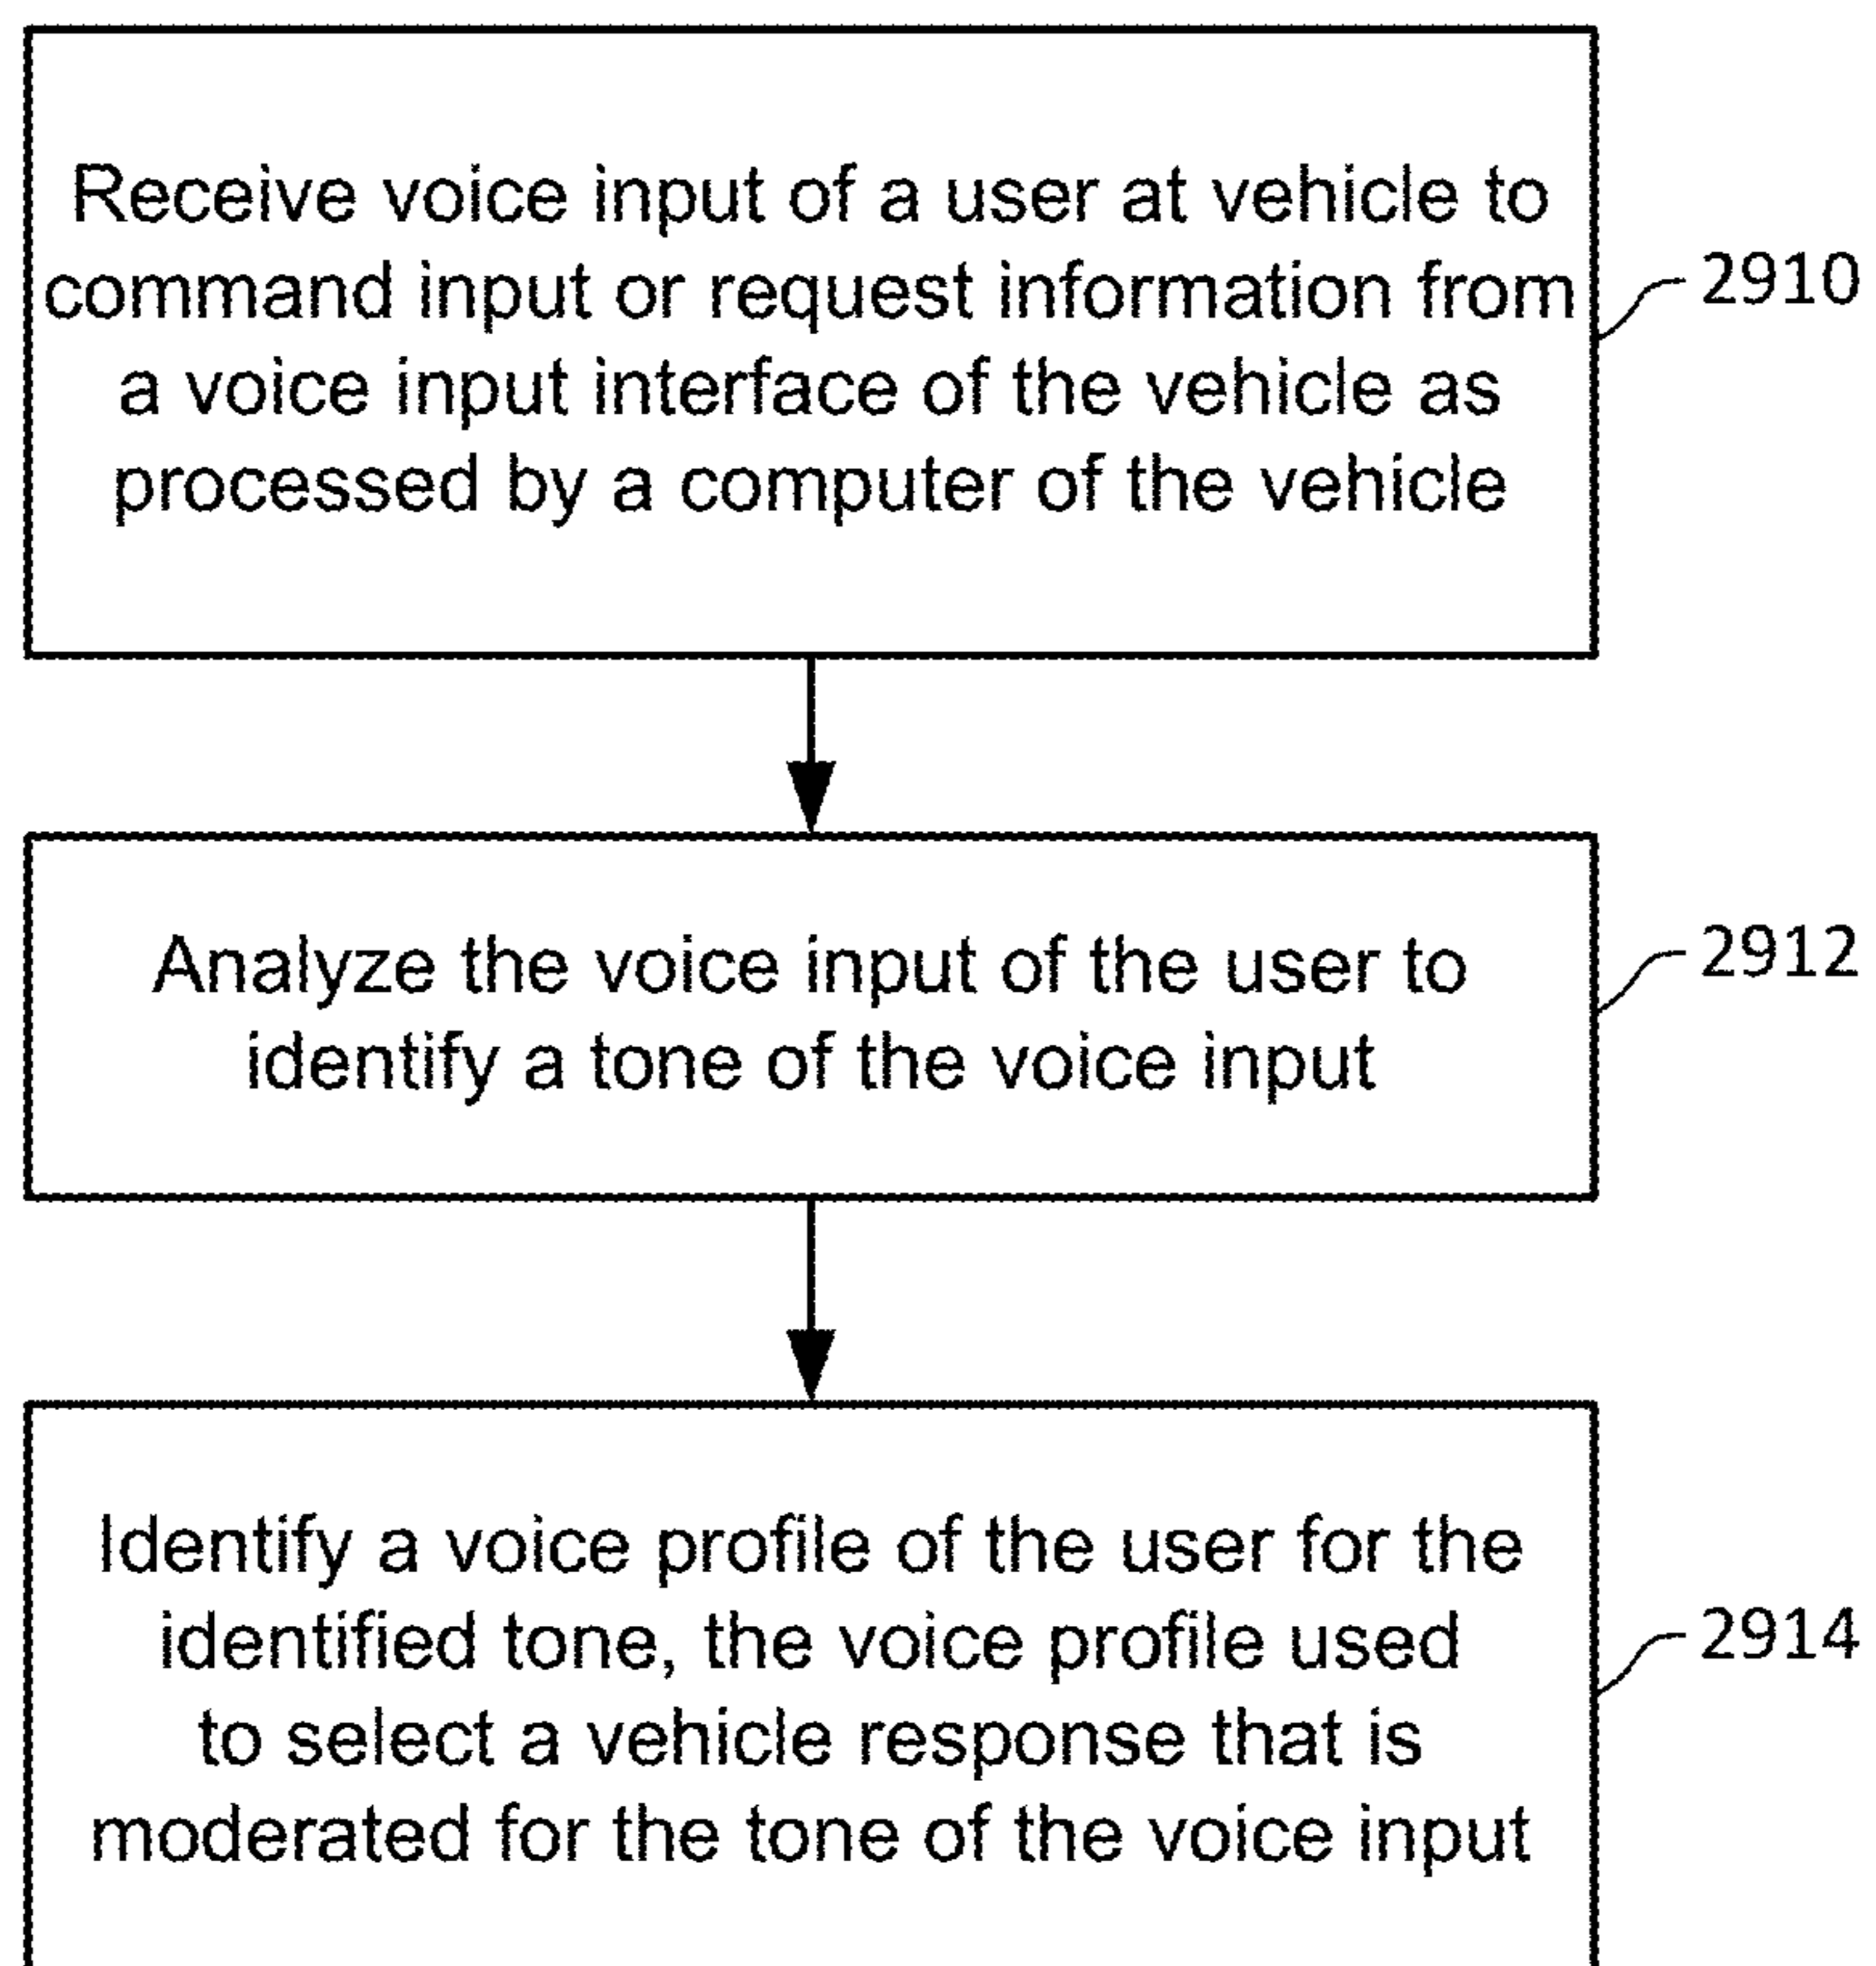 Receive voice input of a user at vehicle to
command input or request information from
a voice input interface of the vehicle as
processed by a computer of the vehicle
2910
Analyze the voice input of the user to
identify a tone of the voice input
2912
Identify a voice profile of the user for the
identified tone, the voice profile used
to select a vehicle response that is
moderated for the tone of the voice input
2914